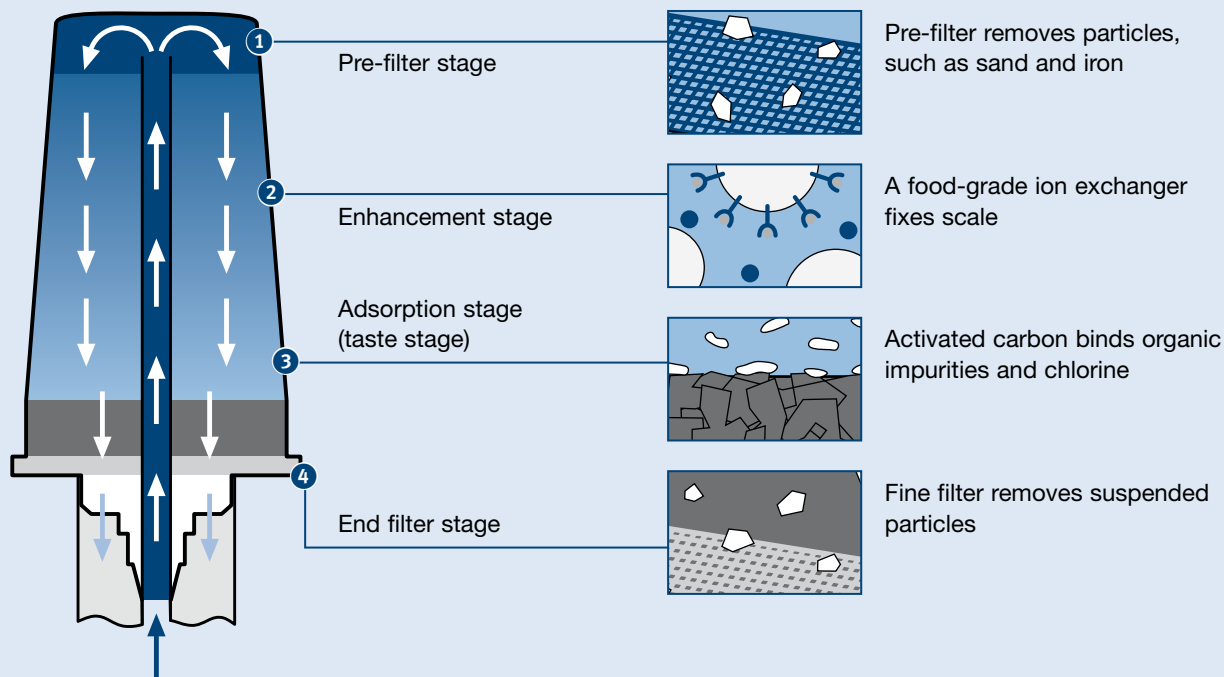 1
Pre-filter stage
Pre-filter removes particles,
such as sand and iron
2
Enhancement stage
A food-grade ion exchanger
fixes scale
3
Adsorption stage
(taste stage)
Activated carbon binds organic
impurities and chlorine
4
End filter stage
Fine filter removes suspended
particles